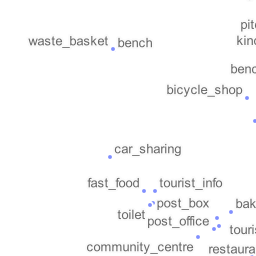 pit
waste_basket bench
kind
benc
bicycle_shop
car_sharing
fast_food tourist_info
post_box
bak
toilet
post_office
touris
community_centre
restaura